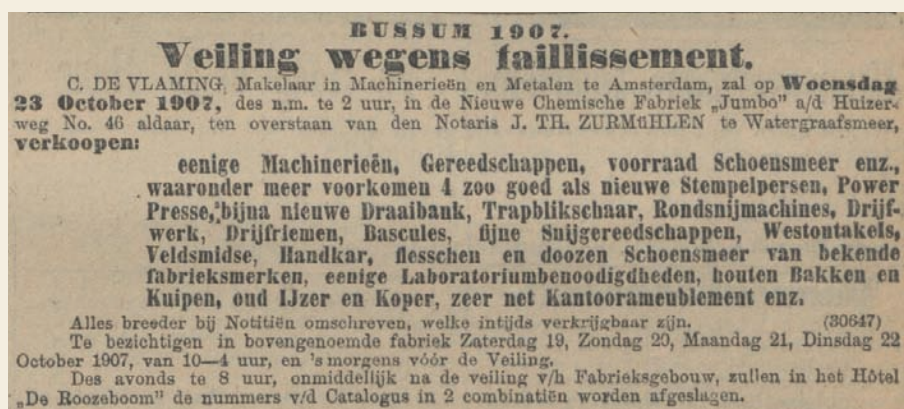 BUSSUM 1907.
Veiling wegens faillissement.
C. DE VLAMING, Makelaar in Machinerieën en Metalen te Amsterdam, zal op Woensdag
23 October 1907, des n.m. te 2 uur, in de Nieuwe Chemische Fabriek „Jumbo” a/d Huizer-
weg No. 46 aldaar, ten overstaan van den Notaris J. TH. ZURMüHLEN te Watergraafsmeer,
verkoopen:
eenige Machinerieën, Gereedschappen, voorraad Schoensmeer enz.,
waaronder meer voorkomen 4 zoo goed als nieuwe Stempelpersen, Power
Presse, bijna nieuwe Draaibank, Trapblikschaar, Rondsnijmachines, Drijf-
werk, Drijfriemen, Bascules, fijne Snijgereedschappen, Westontakels,
Veldsmidse, Handkar, flesschen en doozen Schoensmeer van bekende
fabrieksmerken, eenige Laboratoriumbenoodigdheden, houten Bakken en
Kuipen, oud IJzer en Koper, zeer net Kantoorameublement enz.
Alles breeder bij Notitiën omschreven, welke intijds verkrijgbaar zijn. (30647)
Te bezichtigen in bovengenoemde fabriek Zaterdag 19, Zondag 20, Maandag 21, Dinsdag 22
October 1907, van 10—4 uur, en 's morgens vóór de Veiling.
Des avonds te 8 uur, onmiddelijk na de veiling v/h Fabrieksgebouw, zullen in het Hôtel
„De Roozeboom” de nummers v/d Catalogus in 2 combinatiën worden afgeslagen.